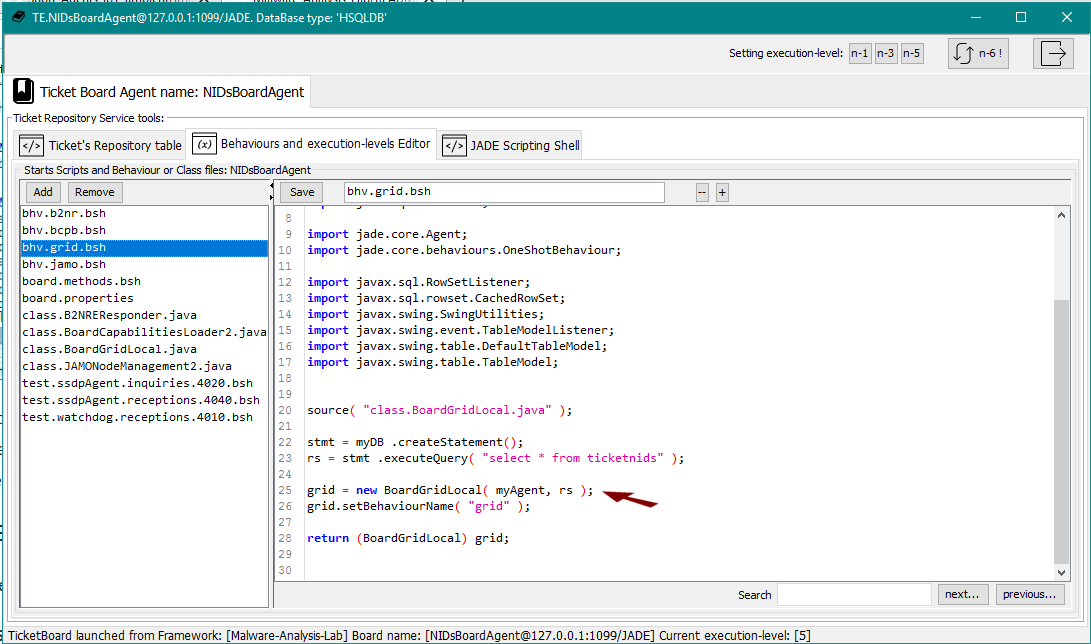 TE.NIDsBoardAgent@127.0.0.1:1099/JADE. DataBase type: 'HSQLDB'
Setting execution-level: n-1 n-3 n-5 n-6 !
Ticket Board Agent name: NIDsBoardAgent
Ticket Repository Service tools:
</> Ticket's Repository table (x) Behaviours and execution-levels Editor </> JADE Scripting Shell
Starts Scripts and Behaviour or Class files: NIDsBoardAgent
Add Remove Save bhv.grid.bsh -- +
bhv.b2nr.bsh
bhv.bcpb.bsh
bhv.grid.bsh
bhv.jamo.bsh
board.methods.bsh
board.properties
class.B2NREResponder.java
class.BoardCapabilitiesLoader2.java
class.BoardGridLocal.java
class.JAMONodeManagement2.java
test.ssdpAgent.inquiries.4020.bsh
test.ssdpAgent.receptions.4040.bsh
test.watchdog.receptions.4010.bsh
8
9 import jade.core.Agent;
10 import jade.core.behaviours.OneShotBehaviour;
11
12 import javax.sql.RowSetListener;
13 import javax.sql.rowset.CachedRowSet;
14 import javax.swing.SwingUtilities;
15 import javax.swing.event.TableModelListener;
16 import javax.swing.table.DefaultTableModel;
17 import javax.swing.table.TableModel;
18
19
20 source( "class.BoardGridLocal.java" );
21
22 stmt = myDB .createStatement();
23 rs = stmt .executeQuery( "select * from ticketnids" );
24
25 grid = new BoardGridLocal( myAgent, rs );
26 grid.setBehaviourName( "grid" );
27
28 return (BoardGridLocal) grid;
29
30
Search next... previous...
TicketBoard launched from Framework: [Malware-Analysis-Lab] Board name: [NIDsBoardAgent@127.0.0.1:1099/JADE] Current execution-level: [5]